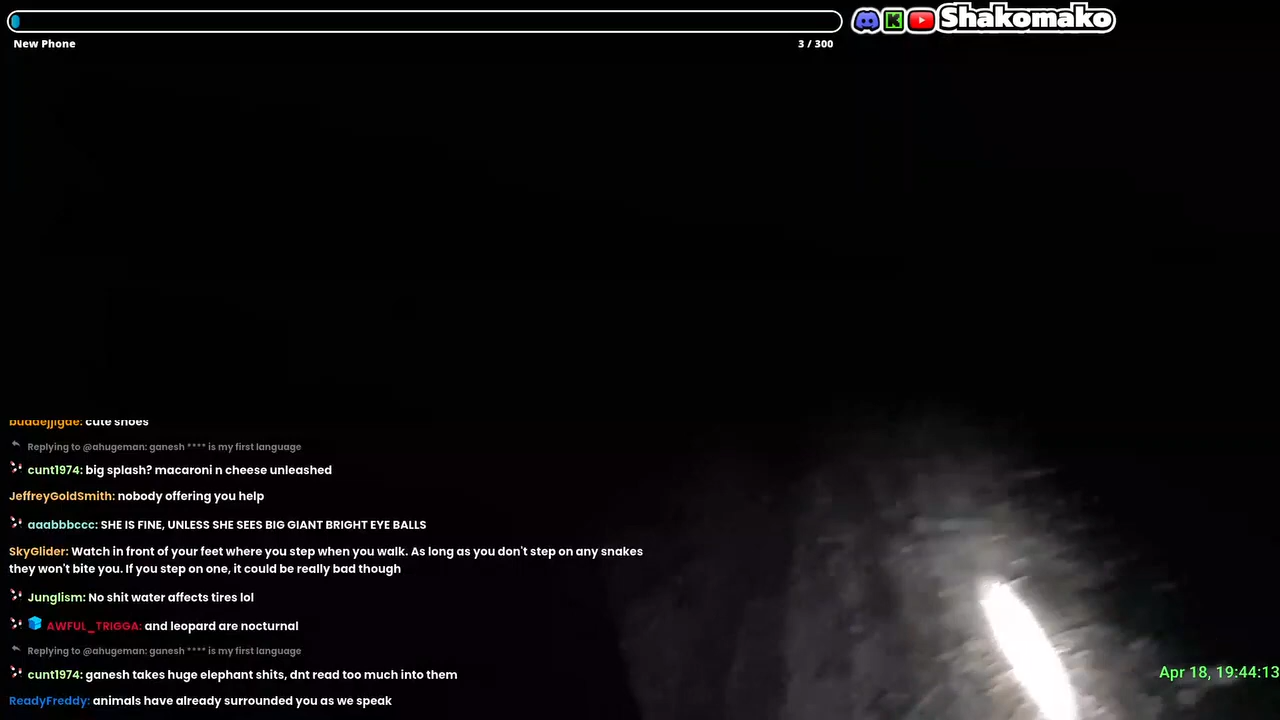 Shakomako
New Phone
3 / 300
buddejjigae: cute shoes
Replying to @ahugeman: ganesh **** is my first language
cunt1974: big splash? macaroni n cheese unleashed
JeffreyGoldSmith: nobody offering you help
aaabbbccc: SHE IS FINE, UNLESS SHE SEES BIG GIANT BRIGHT EYE BALLS
SkyGlider: Watch in front of your feet where you step when you walk. As long as you don't step on any snakes
they won't bite you. If you step on one, it could be really bad though
Junglism: No shit water affects tires lol
AWFUL_TRIGGA: and leopard are nocturnal
Replying to @ahugeman: ganesh **** is my first language
cunt1974: ganesh takes huge elephant shits, dnt read too much into them
Apr 18, 19:44:13
ReadyFreddy: animals have already surrounded you as we speak